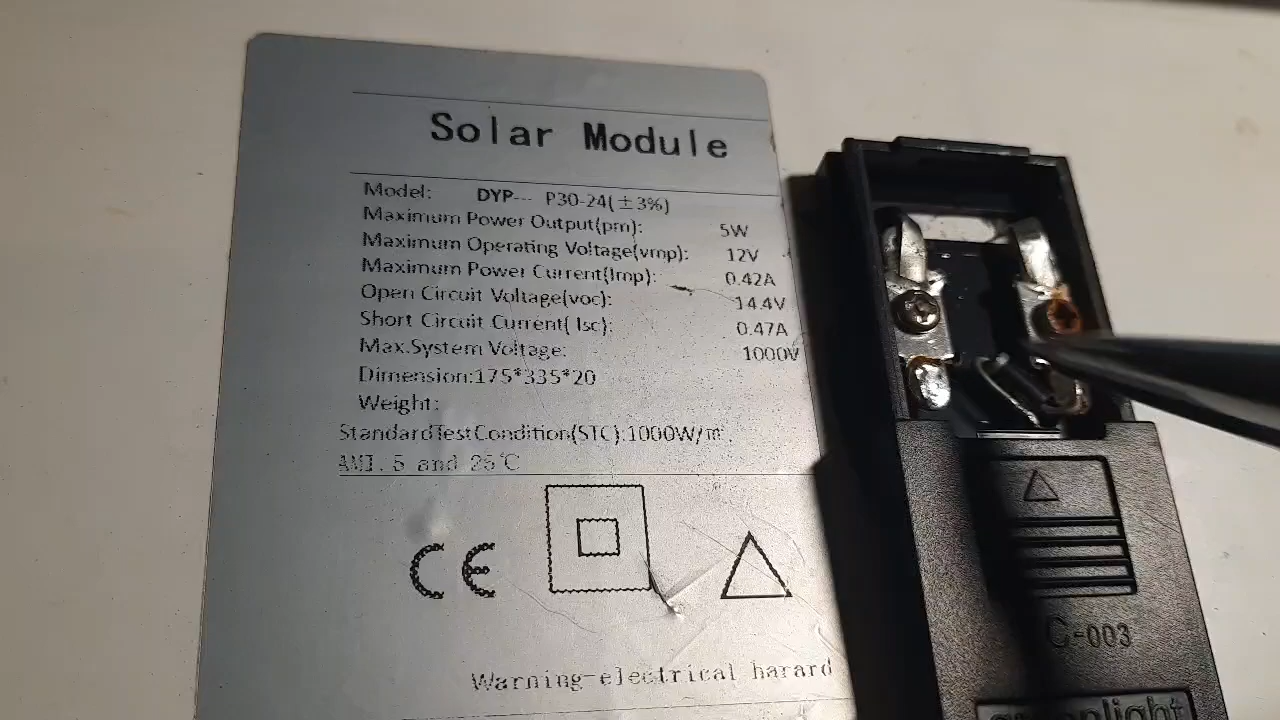 Solar Module
Model: DYP--- P30-24(±3%)
Maximum Power Output(pm): 5W
Maximum Operating Voltage(vmp): 12V
Maximum Power Current(Imp): 0.42A
Open Circuit Voltage(voc): 14.4V
Short Circuit Current( Isc): 0.47A
Max.System Voltage: 1000V
Dimension:175*335*20
Weight:
StandardTestCondition(STC):1000W/㎡,
AM1.5 and 25℃
CE
Warning-electrical harard
C-003